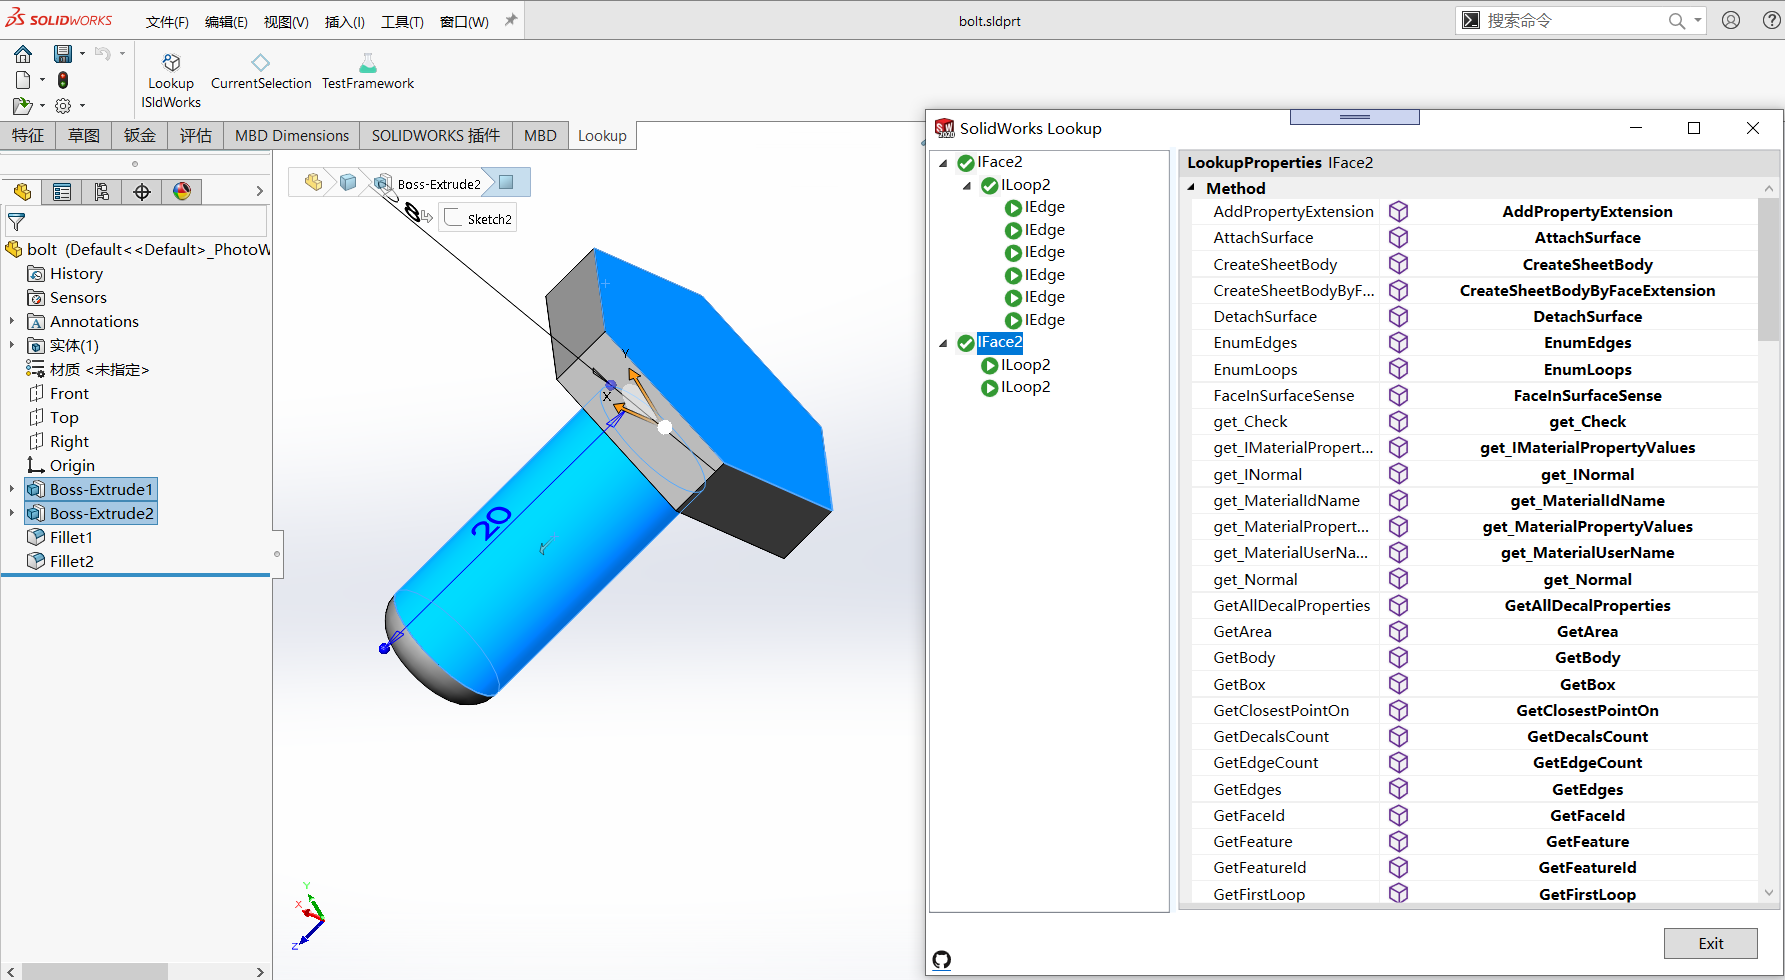 SOLIDWORKS 文件(F) 编辑(E) 视图(V) 插入(I) 工具(T) 窗口(W) bolt.sldprt 搜索命令
Lookup ISldWorks
CurrentSelection
TestFramework
特征 草图 钣金 评估 MBD Dimensions SOLIDWORKS 插件 MBD Lookup
bolt (Default<<Default>_PhotoW
History
Sensors
Annotations
实体(1)
材质 <未指定>
Front
Top
Right
Origin
Boss-Extrude1
Boss-Extrude2
Fillet1
Fillet2
Boss-Extrude2
8
Sketch2
Y
X
20
Y
X
Z
SolidWorks Lookup
IFace2
ILoop2
IEdge
IEdge
IEdge
IEdge
IEdge
IEdge
IFace2
ILoop2
ILoop2
LookupProperties IFace2
Method
AddPropertyExtension AddPropertyExtension
AttachSurface AttachSurface
CreateSheetBody CreateSheetBody
CreateSheetBodyByF... CreateSheetBodyByFaceExtension
DetachSurface DetachSurface
EnumEdges EnumEdges
EnumLoops EnumLoops
FaceInSurfaceSense FaceInSurfaceSense
get_Check get_Check
get_IMaterialPropert... get_IMaterialPropertyValues
get_INormal get_INormal
get_MaterialIdName get_MaterialIdName
get_MaterialPropert... get_MaterialPropertyValues
get_MaterialUserNa... get_MaterialUserName
get_Normal get_Normal
GetAllDecalProperties GetAllDecalProperties
GetArea GetArea
GetBody GetBody
GetBox GetBox
GetClosestPointOn GetClosestPointOn
GetDecalsCount GetDecalsCount
GetEdgeCount GetEdgeCount
GetEdges GetEdges
GetFaceId GetFaceId
GetFeature GetFeature
GetFeatureId GetFeatureId
GetFirstLoop GetFirstLoop
Exit